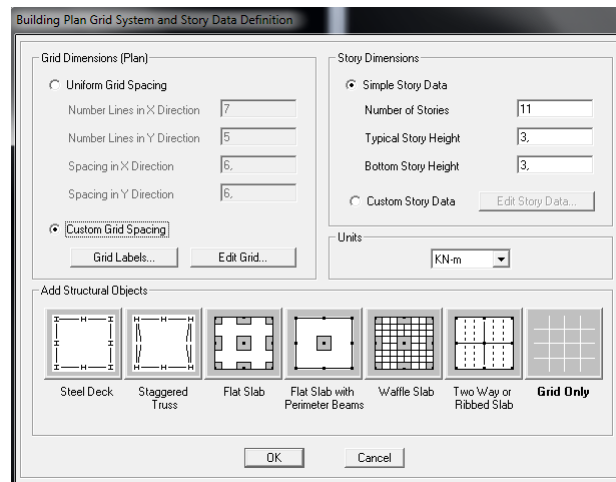 Building Plan Grid System and Story Data Definition
Grid Dimensions (Plan)
Uniform Grid Spacing
Number Lines in X Direction
7
Number Lines in Y Direction
5
Spacing in X Direction
6,
Spacing in Y Direction
6,
Custom Grid Spacing
Grid Labels...
Edit Grid...
Story Dimensions
Simple Story Data
Number of Stories
11
Typical Story Height
3,
Bottom Story Height
3,
Custom Story Data
Edit Story Data...
Units
KN-m
Add Structural Objects
Steel Deck
Staggered
Truss
Flat Slab
Flat Slab with
Perimeter Beams
Waffle Slab
Two Way or
Ribbed Slab
Grid Only
OK
Cancel